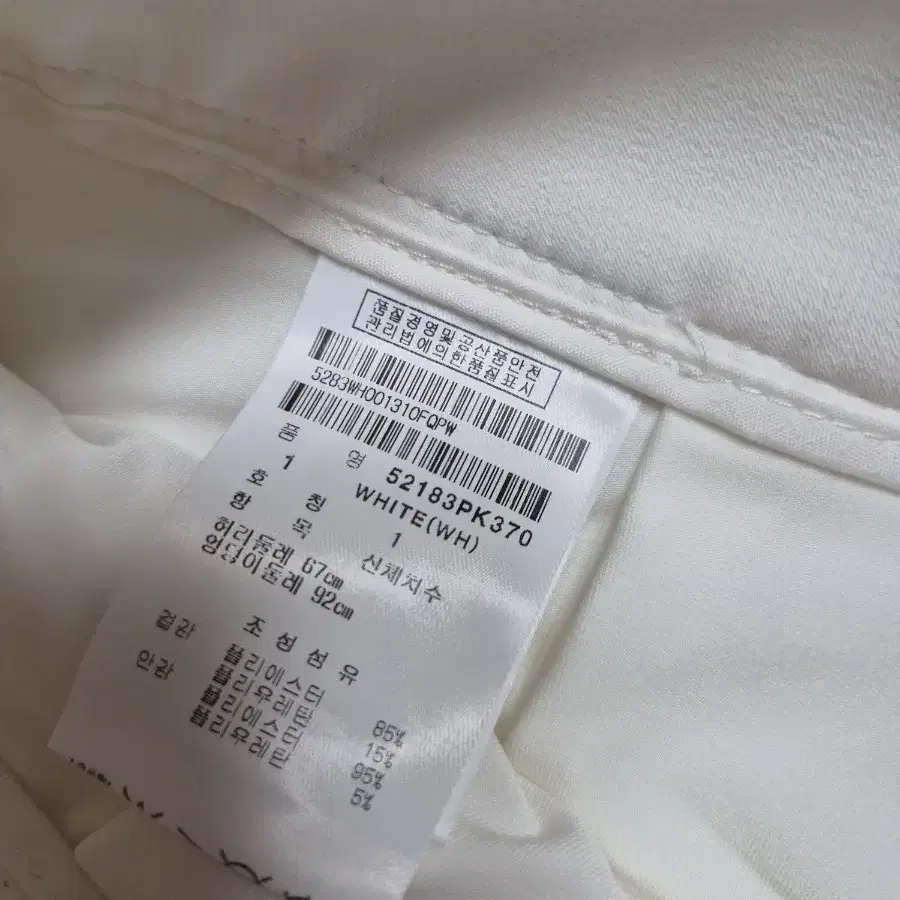 품질경영및공산품안전
관리법에의한품질표시
5283WH001310FQPW
품 명 52183PK370
1 WHITE(WH)
호 칭 1
항 목 신체치수
허리둘레 67cm
엉덩이둘레 92cm
조 성 섬 유
겉감 폴리에스터 85%
폴리우레탄 15%
안감 폴리에스터 95%
폴리우레탄 5%